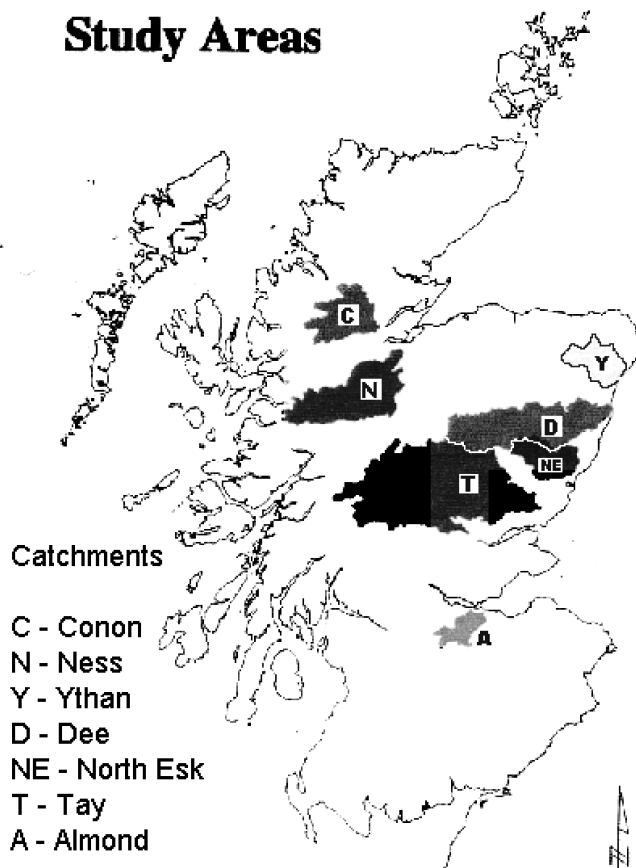 Study Areas
C
N
Y
D
NE
T
A
Catchments
C - Conon
N - Ness
Y - Ythan
D - Dee
NE - North Esk
T - Tay
A - Almond
N